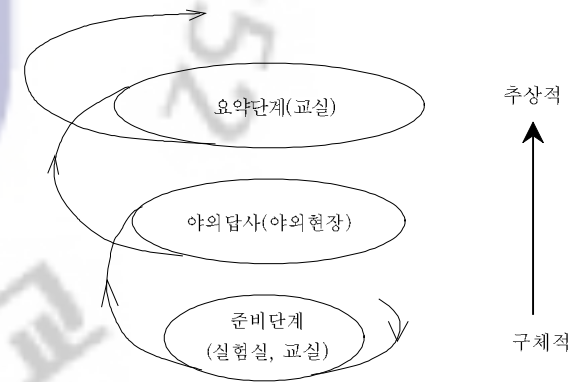 요약단계(교실)
추상적
야외답사(야외현장)
준비단계
(실험실, 교실)
구체적